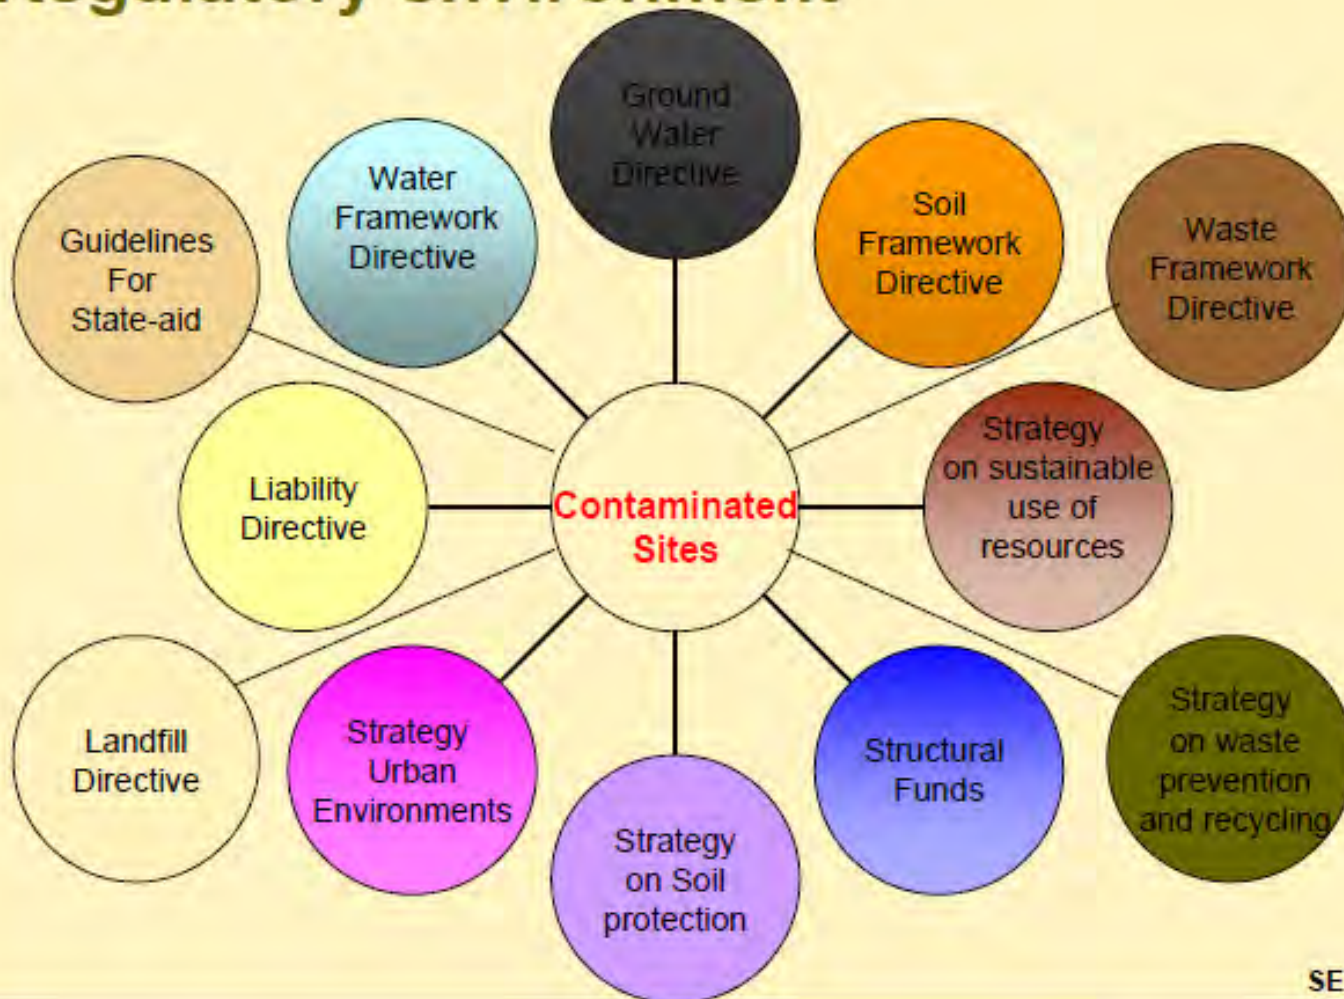 Regulatory environment
Ground
Water
Directive
Water
Framework
Directive
Soil
Framework
Directive
Guidelines
For
State-aid
Waste
Framework
Directive
Liability
Directive
Contaminated
Sites
Strategy
on sustainable
use of
resources
Landfill
Directive
Strategy
Urban
Environments
Strategy
on Soil
protection
Structural
Funds
Strategy
on waste
prevention
and recycling
SE